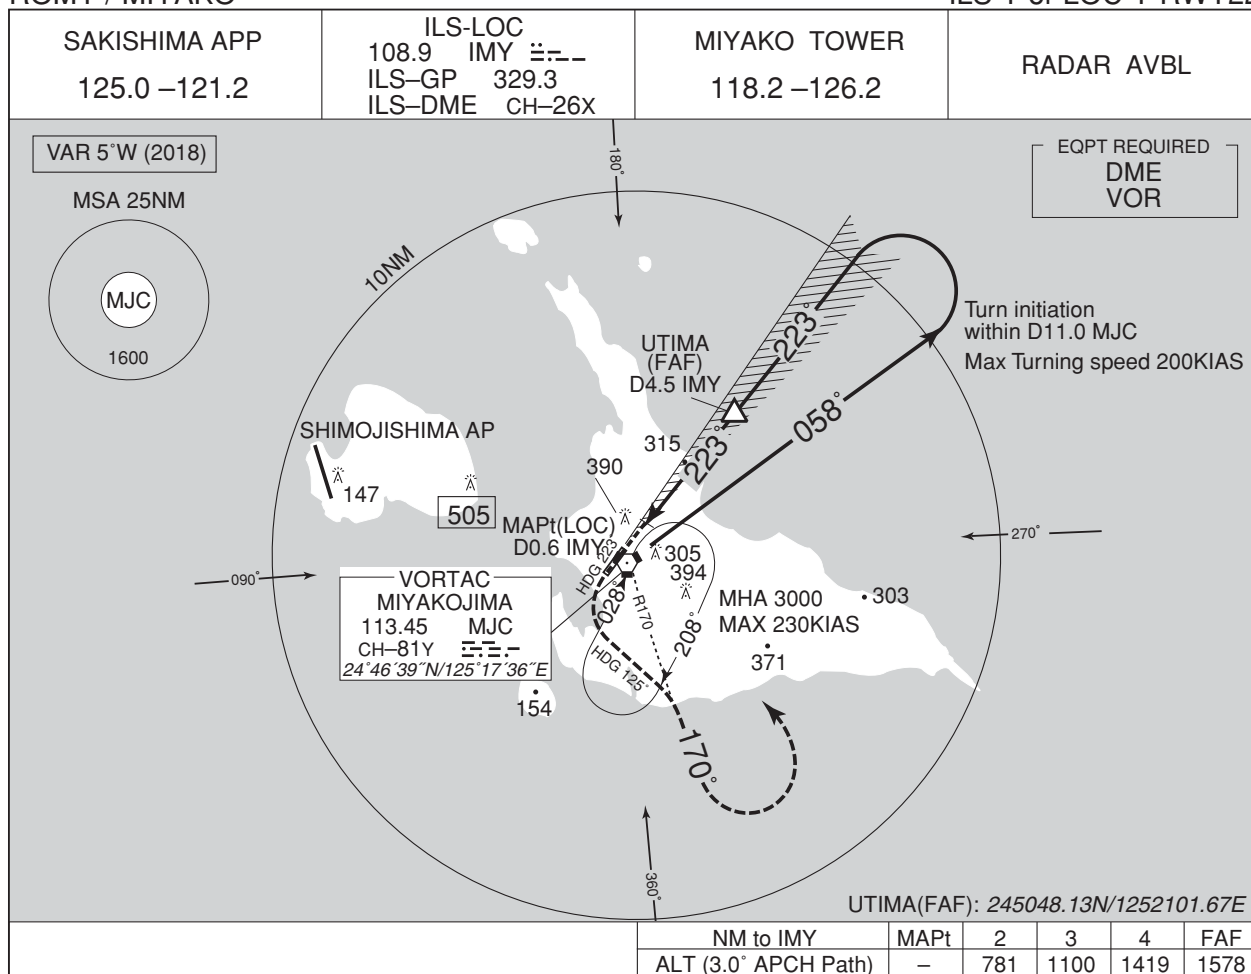 SAKISHIMA APP
125.0 –121.2
ILS-LOC
108.9 IMY
ILS–GP 329.3
ILS–DME CH–26X
MIYAKO TOWER
118.2 –126.2
RADAR AVBL
VAR 5˚W (2018)
MSA 25NM
MJC
1600
EQPT REQUIRED
DME
VOR
180˚
10NM
Turn initiation
within D11.0 MJC
Max Turning speed 200KIAS
UTIMA
(FAF)
D4.5 IMY
223˚
058˚
223˚
315
390
SHIMOJISHIMA AP
147
505
MAPt(LOC)
D0.6 IMY
HDG 223
305
394
270˚
090˚
VORTAC
MIYAKOJIMA
113.45 MJC
CH–81Y
24˚46´39˝N/125˚17´36˝E
028˚
R170
208˚
MHA 3000
MAX 230KIAS
303
371
HDG 125˚
154
170˚
360˚
UTIMA(FAF): 245048.13N/1252101.67E
NM to IMY MAPt 2 3 4 FAF
ALT (3.0˚ APCH Path) – 781 1100 1419 1578